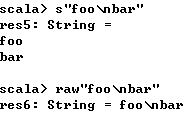 scala> s"foo\nbar"
res5: String =
foo
bar
scala> raw"foo\nbar"
res6: String = foo\nbar